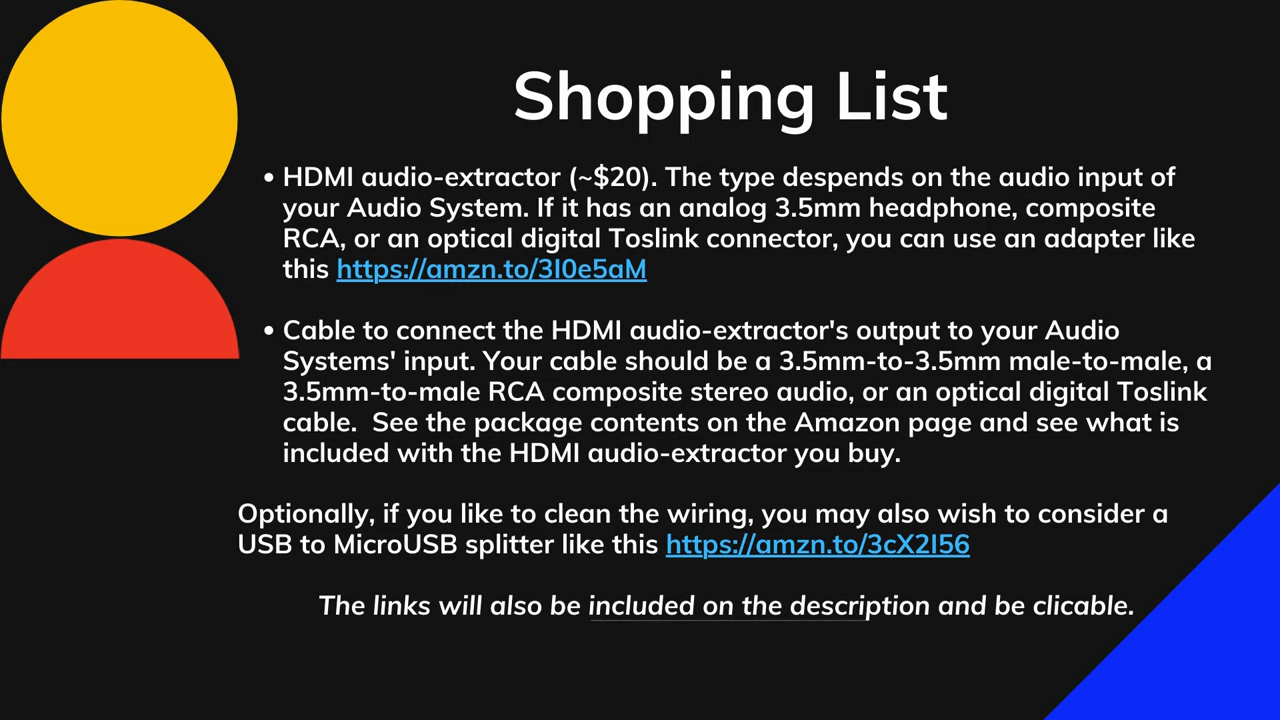 Shopping List
• HDMI audio-extractor (~$20). The type despends on the audio input of
your Audio System. If it has an analog 3.5mm headphone, composite
RCA, or an optical digital Toslink connector, you can use an adapter like
this https://amzn.to/3I0e5aM
• Cable to connect the HDMI audio-extractor's output to your Audio
Systems' input. Your cable should be a 3.5mm-to-3.5mm male-to-male, a
3.5mm-to-male RCA composite stereo audio, or an optical digital Toslink
cable.  See the package contents on the Amazon page and see what is
included with the HDMI audio-extractor you buy.
Optionally, if you like to clean the wiring, you may also wish to consider a
USB to MicroUSB splitter like this https://amzn.to/3cX2I56
The links will also be included on the description and be clicable.